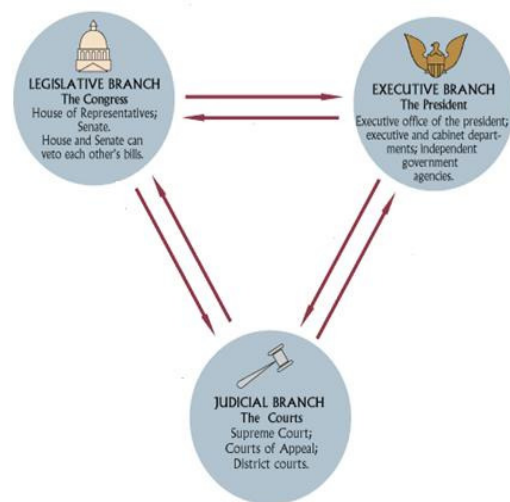 LEGISLATIVE BRANCH
The Congress
House of Representatives;
Senate.
House and Senate can
veto each other's bills.
EXECUTIVE BRANCH
The President
Executive office of the president;
executive and cabinet depart-
ments; independent
government
agencies.
JUDICIAL BRANCH
The Courts
Supreme Court;
Courts of Appeal;
District courts.